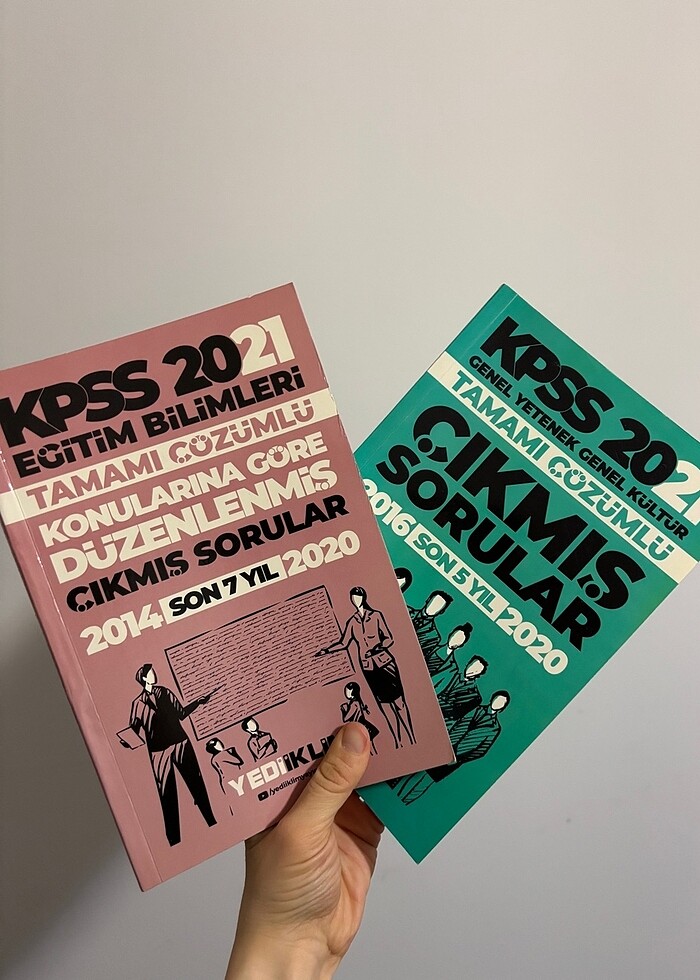 KPSS 2021
EĞİTİM BİLİMLERİ
TAMAMI ÇÖZÜMLÜ
KONULARINA GÖRE
DÜZENLENMİŞ
ÇIKMIŞ SORULAR
2014 SON 7 YIL 2020
KPSS 2021
GENEL YETENEK GENEL KÜLTÜR
TAMAMI ÇÖZÜMLÜ
ÇIKMIŞ
SORULAR
2016 SON 5 YIL 2020